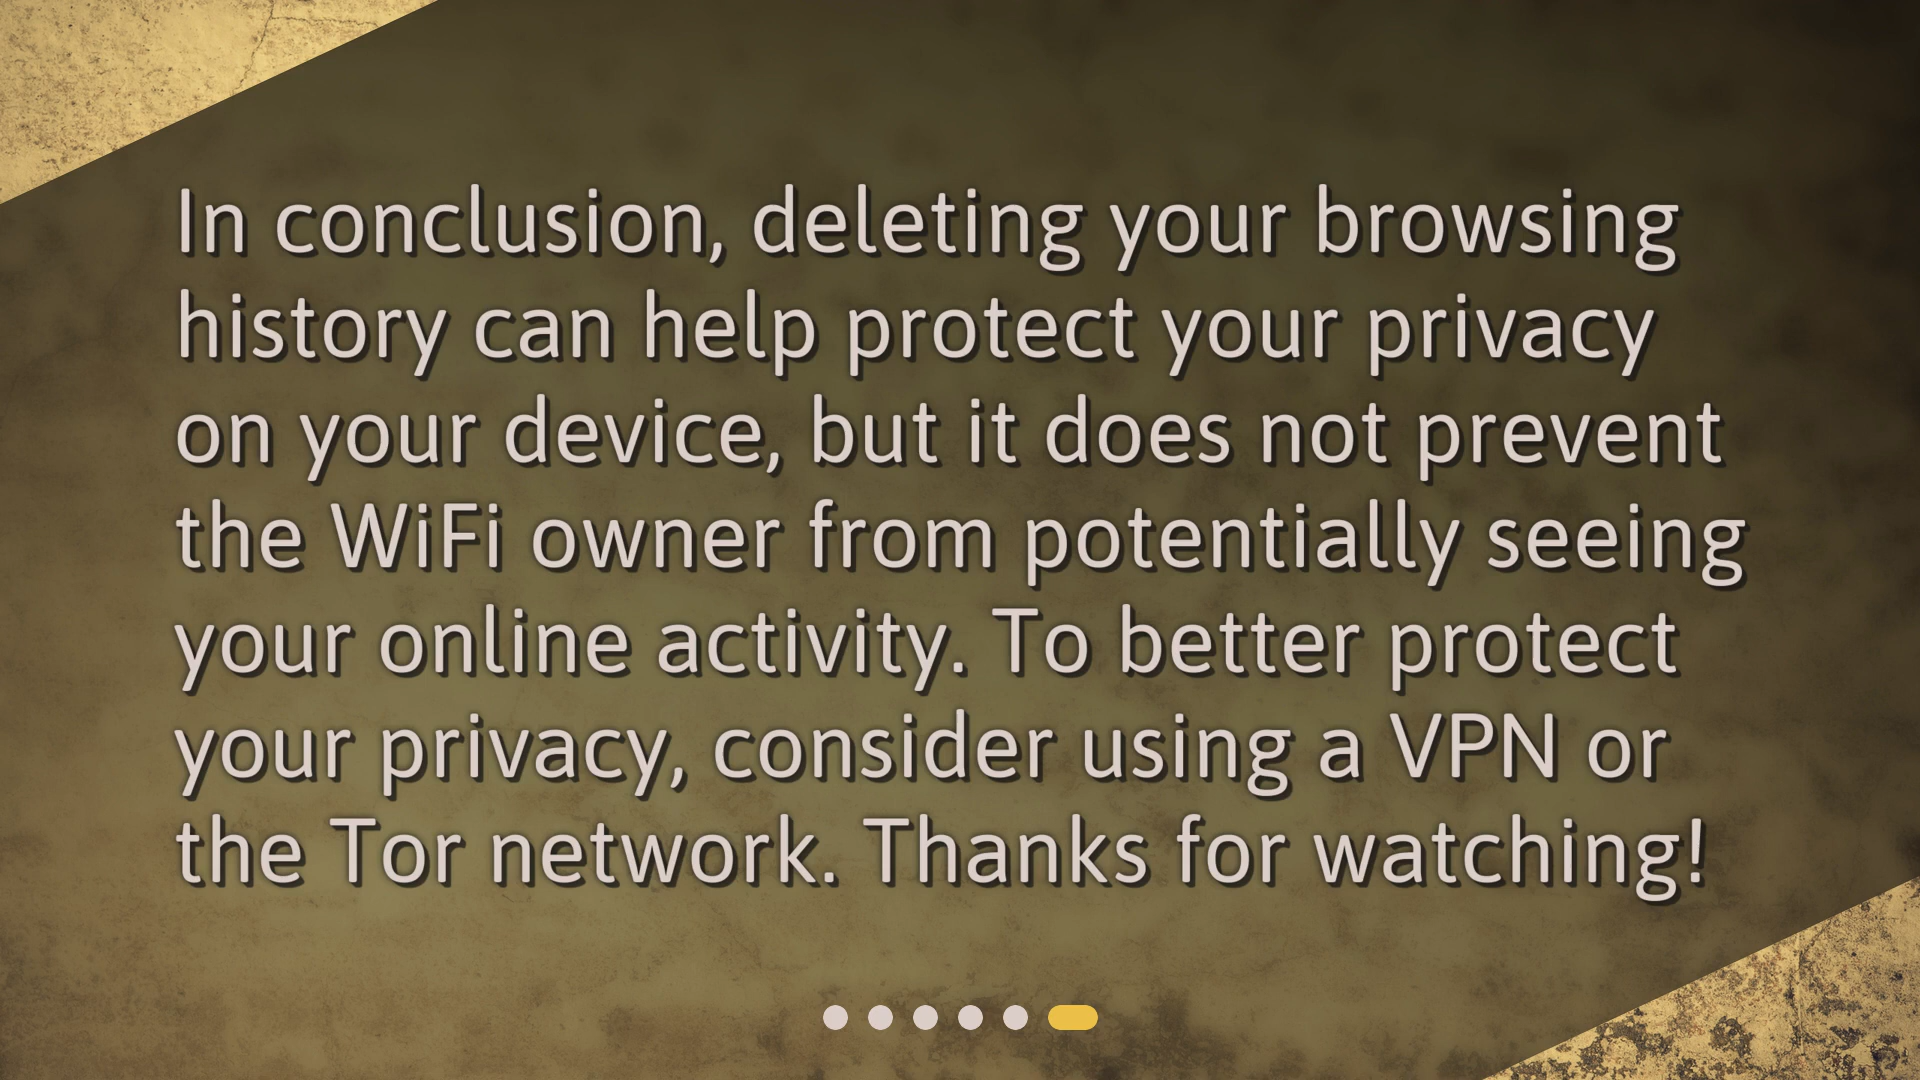 In conclusion, deleting your browsing
history can help protect your privacy
on your device, but it does not prevent
the WiFi owner from potentially seeing
your online activity. To better protect
your privacy, consider using a VPN or
the Tor network. Thanks for watching!